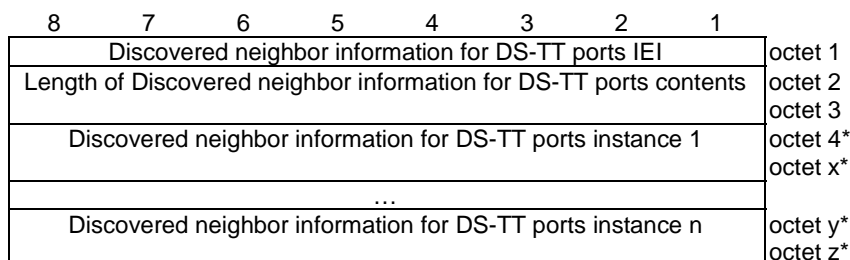 8 7 6 5 4 3 2 1
Discovered neighbor information for DS-TT ports IEI octet 1
Length of Discovered neighbor information for DS-TT ports contents octet 2
octet 3
Discovered neighbor information for DS-TT ports instance 1 octet 4*
octet x*
…
Discovered neighbor information for DS-TT ports instance n octet y*
octet z*